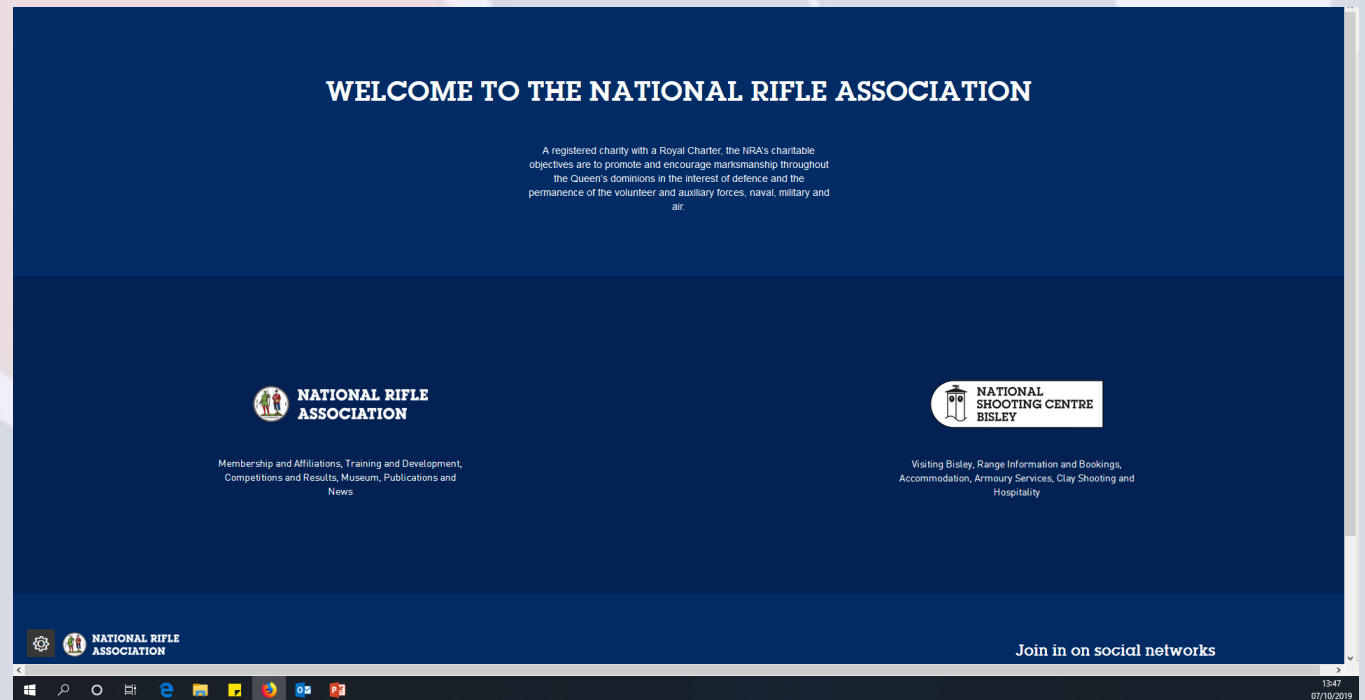 WELCOME TO THE NATIONAL RIFLE ASSOCIATION
A registered charity with a Royal Charter, the NRA's charitable
objectives are to promote and encourage marksmanship throughout
the Queen's dominions in the interest of defence and the
permanence of the volunteer and auxiliary forces, naval, military and
air.
NATIONAL RIFLE
ASSOCIATION
Membership and Affiliations, Training and Development,
Competitions and Results, Museum, Publications and
News
NATIONAL
SHOOTING CENTRE
BISLEY
Visiting Bisley, Range Information and Bookings,
Accommodation, Armoury Services, Clay Shooting and
Hospitality
NATIONAL RIFLE
ASSOCIATION
Join in on social networks
13:47
07/10/2019